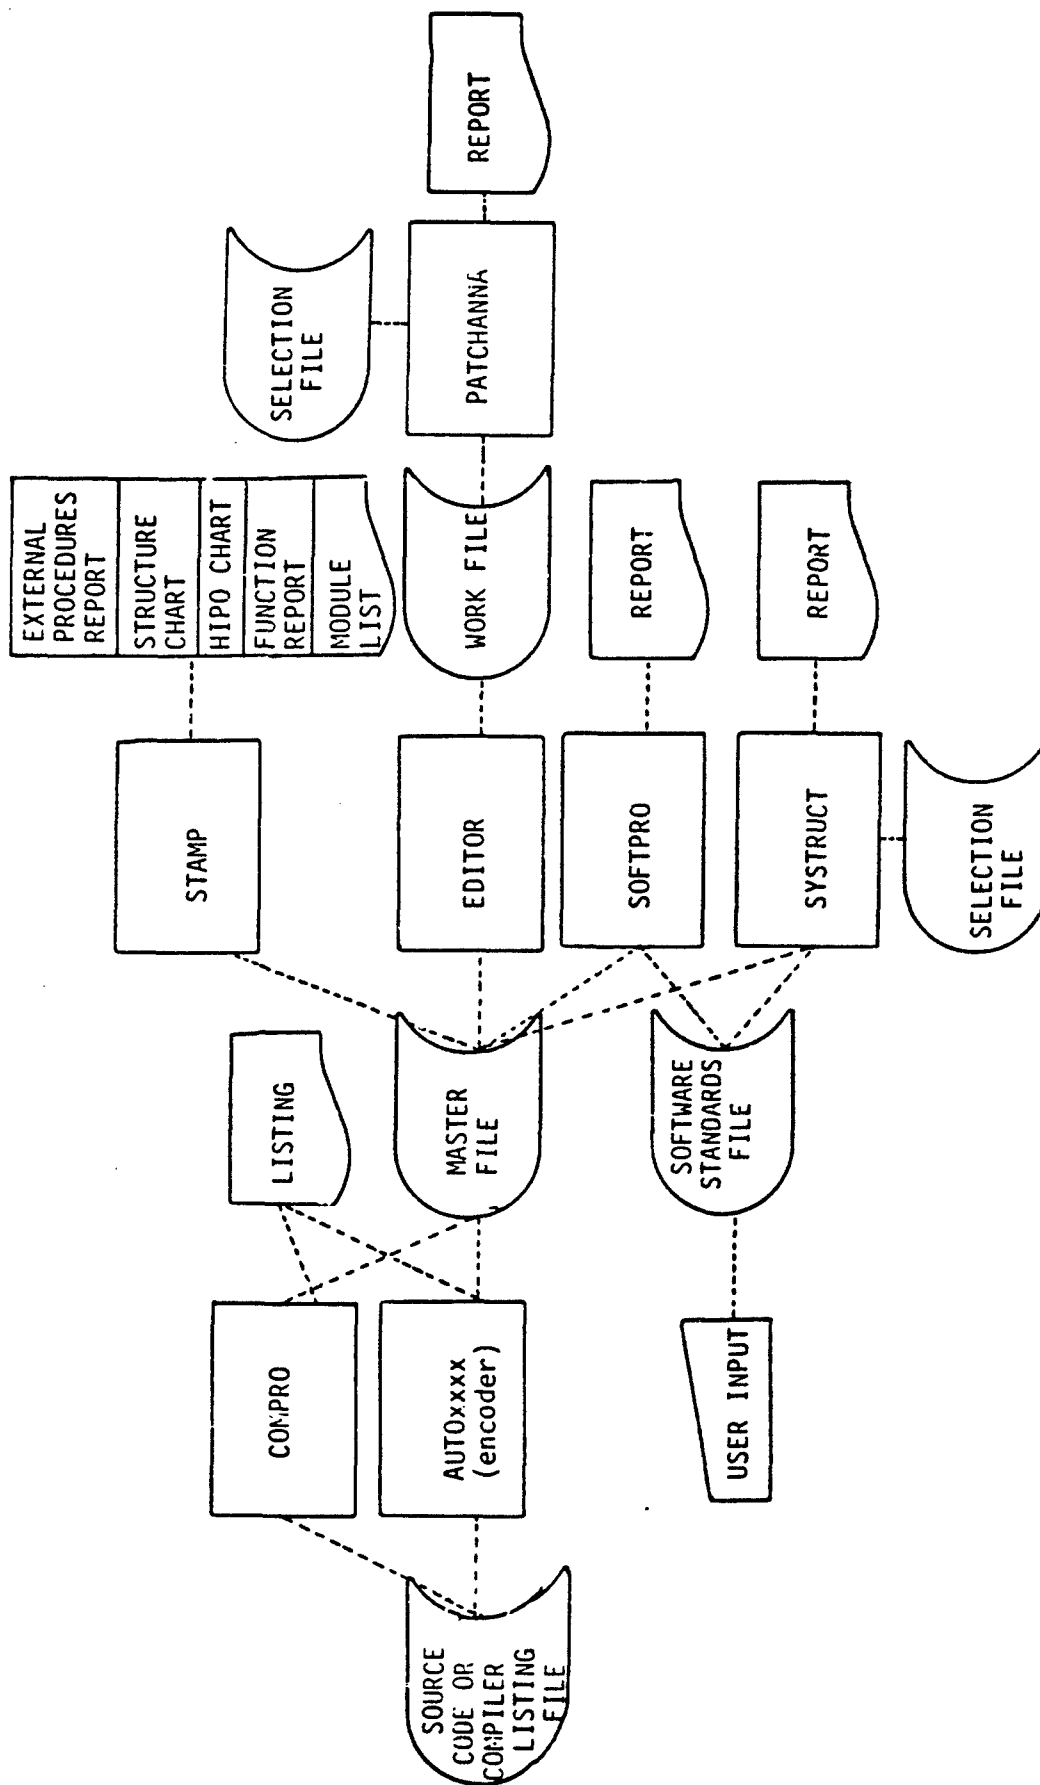 SOURCE
CODE OR
COMPILER
LISTING
FILE
COMPRO
AUTOxxxx
(encoder)
USER INPUT
LISTING
MASTER
FILE
SOFTWARE
STANDARDS
FILE
STAMP
EDITOR
SOFTPRO
SYSTRUCT
SELECTION
FILE
EXTERNAL
PROCEDURES
REPORT
STRUCTURE
CHART
HIPO CHART
FUNCTION
REPORT
MODULE
LIST
WORK FILE
REPORT
REPORT
SELECTION
FILE
PATCHANNA
REPORT